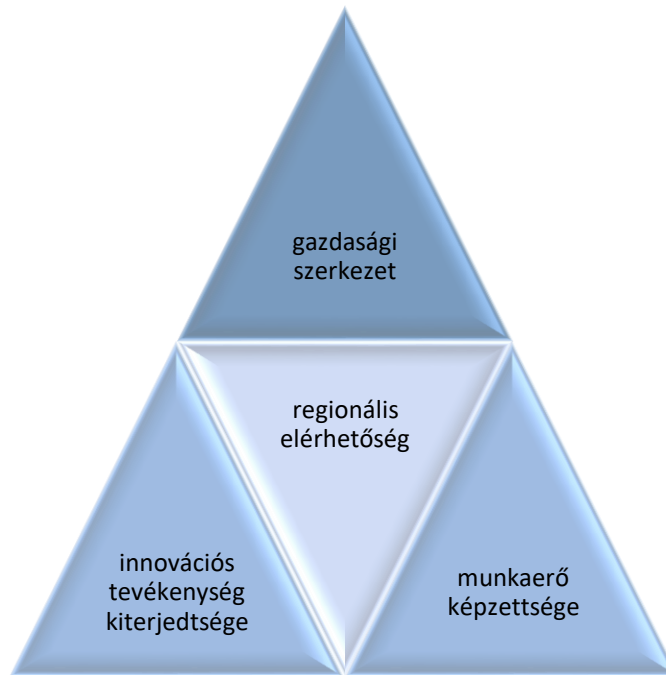 gazdasági
szerkezet
regionális
elérhetőség
innovációs
tevékenység
kiterjedtsége
munkaerő
képzettsége